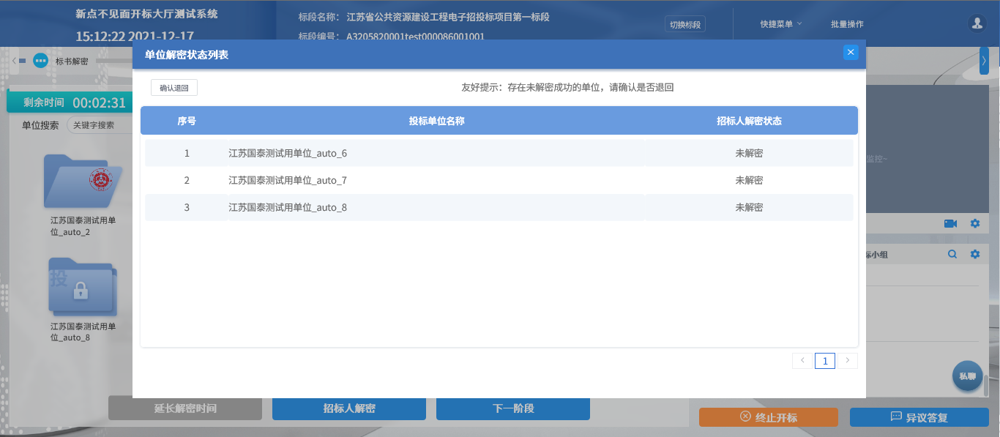 新点不见面开标大厅测试系统
15:12:22 2021-12-17
标段名称： 江苏省公共资源建设工程电子招投标项目第一标段
标段编号： A3205820001test000086001001
切换标段
快捷菜单
批量操作
标书解密
单位解密状态列表
剩余时间 00:02:31
单位搜索
关键字搜索
江苏国泰测试用单
位_auto_2
投
江苏国泰测试用单
位_auto_8
确认退回
友好提示：存在未解密成功的单位，请确认是否退回
序号 投标单位名称 招标人解密状态
1 江苏国泰测试用单位_auto_6 未解密
2 江苏国泰测试用单位_auto_7 未解密
3 江苏国泰测试用单位_auto_8 未解密
1
监控~
标小组
私聊
延长解密时间
招标人解密
下一阶段
终止开标
异议答复